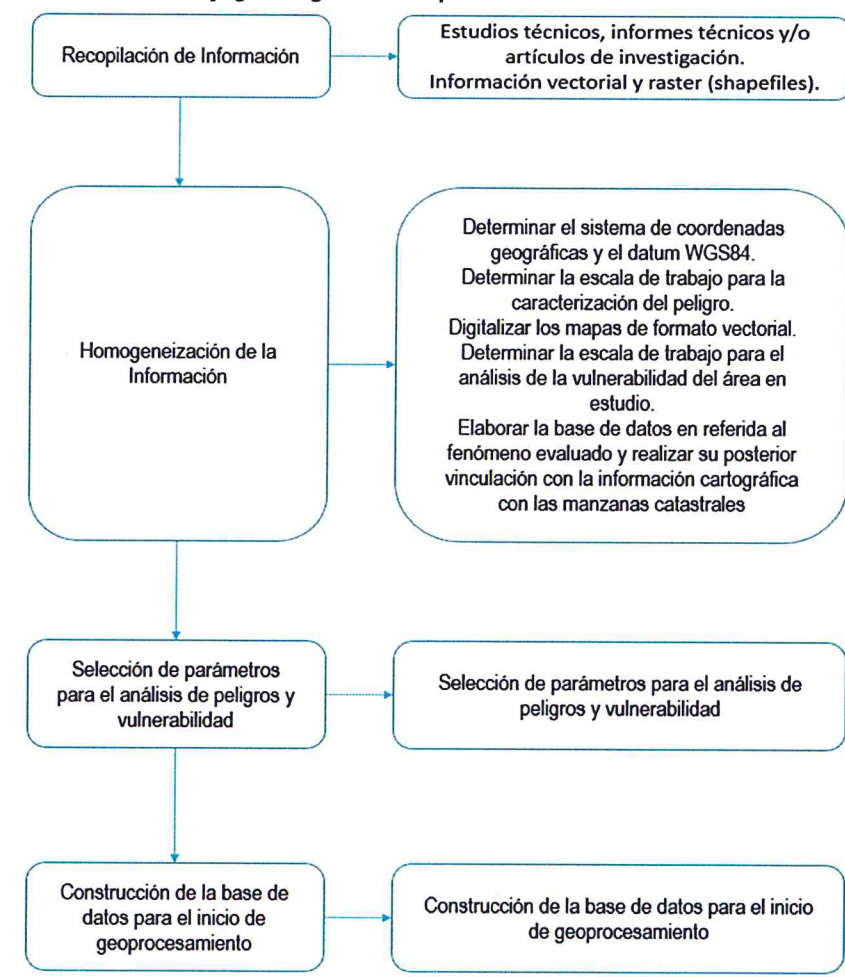 Recopilación de Información
Estudios técnicos, informes técnicos y/o
artículos de investigación.
Información vectorial y raster (shapefiles).
Homogeneización de la
Información
Determinar el sistema de coordenadas
geográficas y el datum WGS84.
Determinar la escala de trabajo para la
caracterización del peligro.
Digitalizar los mapas de formato vectorial.
Determinar la escala de trabajo para el
análisis de la vulnerabilidad del área en
estudio.
Elaborar la base de datos en referida al
fenómeno evaluado y realizar su posterior
vinculación con la información cartográfica
con las manzanas catastrales
Selección de parámetros
para el análisis de peligros y
vulnerabilidad
Selección de parámetros para el análisis de
peligros y vulnerabilidad
Construcción de la base de
datos para el inicio de
geoprocesamiento
Construcción de la base de datos para el inicio
de geoprocesamiento